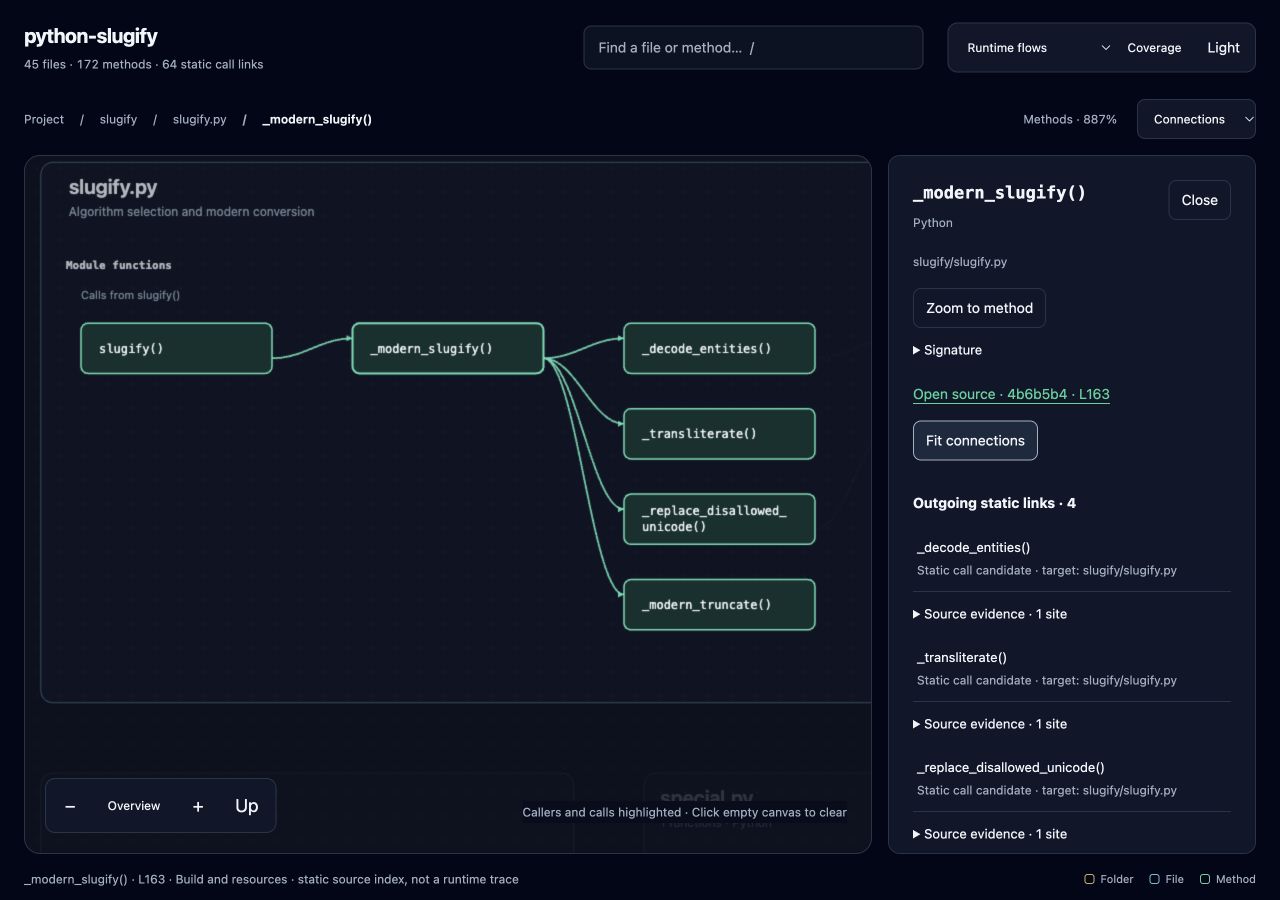 python-slugify
45 files · 172 methods · 64 static call links
Find a file or method... /
Runtime flows
Coverage
Light
Project / slugify / slugify.py / _modern_slugify()
Methods · 887%
Connections
slugify.py
Algorithm selection and modern conversion
Module functions
Calls from slugify()
slugify()
_modern_slugify()
_decode_entities()
_transliterate()
_replace_disallowed_
unicode()
_modern_truncate()
− Overview + Up
special.py
Callers and calls highlighted · Click empty canvas to clear
_modern_slugify()
Close
Python
slugify/slugify.py
Zoom to method
Signature
Open source · 4b6b5b4 · L163
Fit connections
Outgoing static links · 4
_decode_entities()
Static call candidate · target: slugify/slugify.py
Source evidence · 1 site
_transliterate()
Static call candidate · target: slugify/slugify.py
Source evidence · 1 site
_replace_disallowed_unicode()
Static call candidate · target: slugify/slugify.py
Source evidence · 1 site
_modern_slugify() · L163 · Build and resources · static source index, not a runtime trace
Folder
File
Method